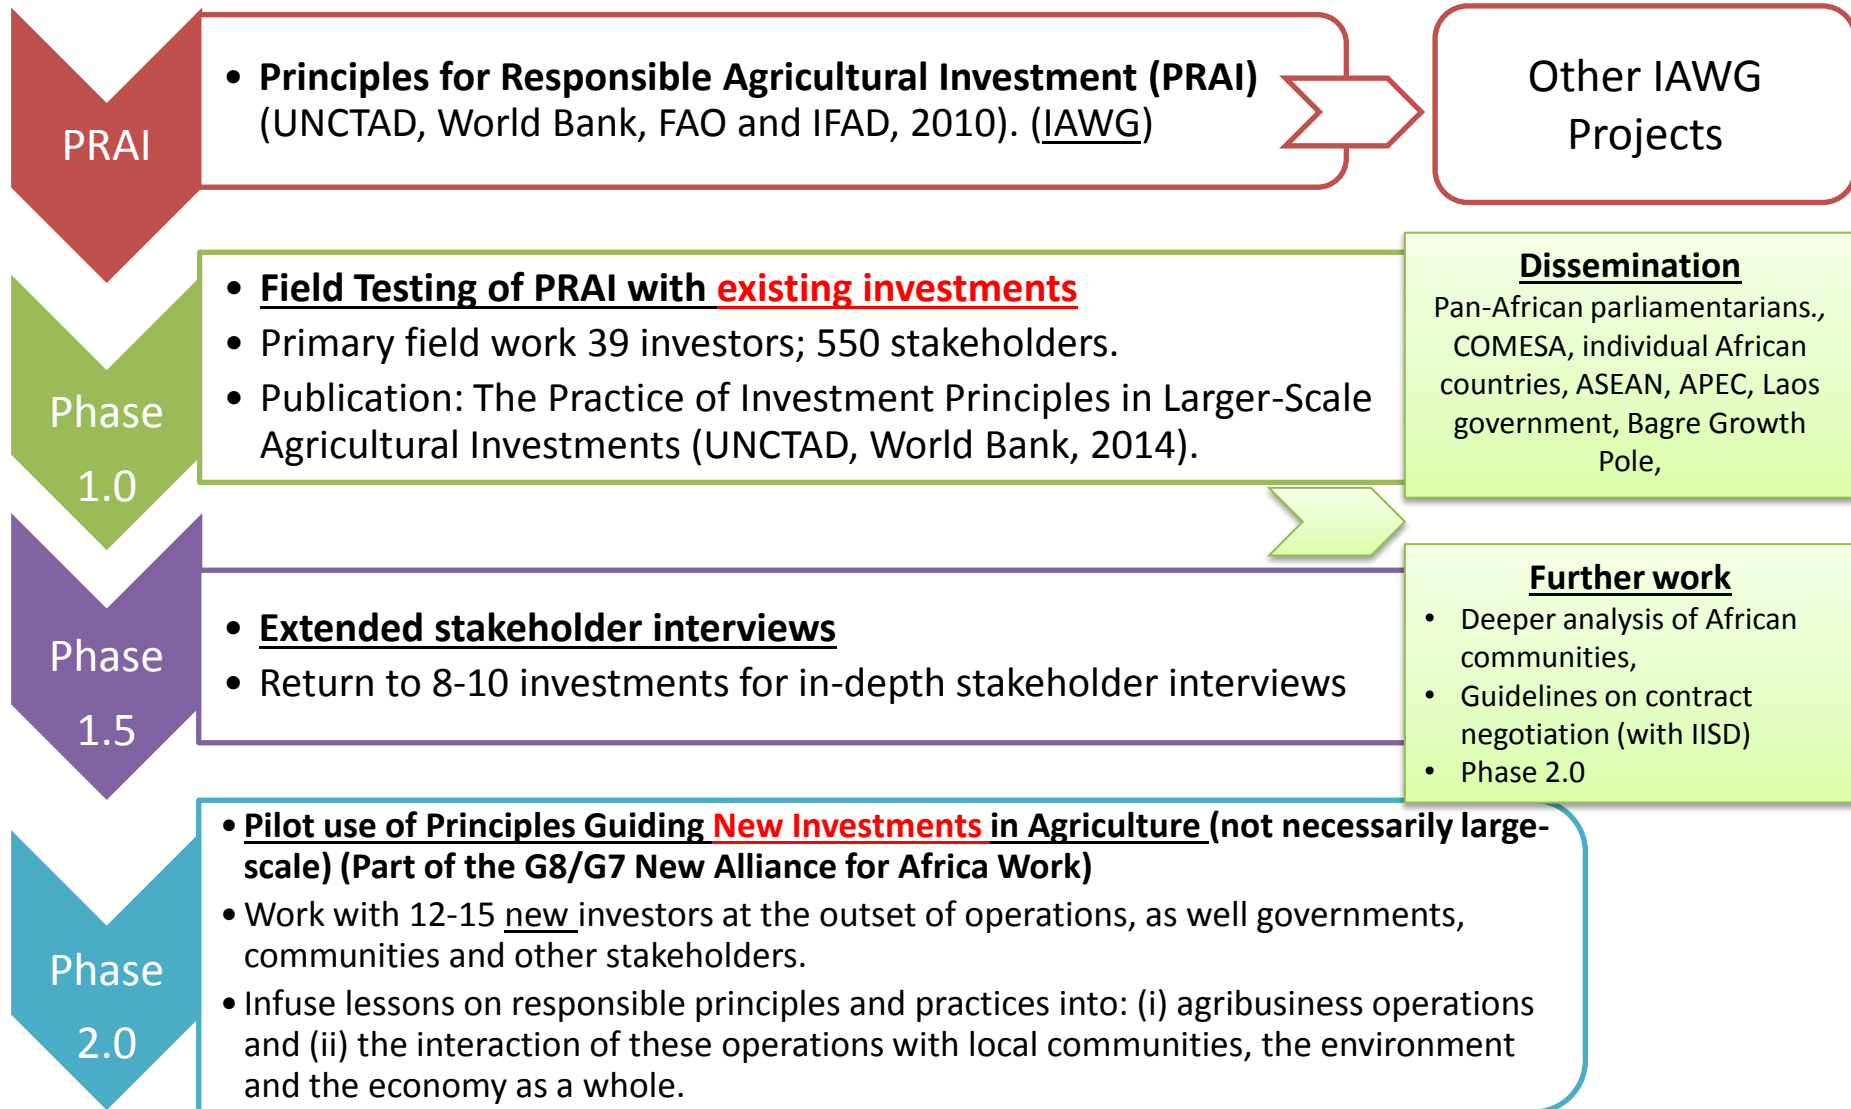 PRAI
• Principles for Responsible Agricultural Investment (PRAI)
(UNCTAD, World Bank, FAO and IFAD, 2010). (IAWG)
Other IAWG
Projects
Phase
1.0
• Field Testing of PRAI with existing investments
• Primary field work 39 investors; 550 stakeholders.
• Publication: The Practice of Investment Principles in Larger-Scale
Agricultural Investments (UNCTAD, World Bank, 2014).
Dissemination
Pan-African parliamentarians.,
COMESA, individual African
countries, ASEAN, APEC, Laos
government, Bagre Growth
Pole,
Phase
1.5
• Extended stakeholder interviews
• Return to 8-10 investments for in-depth stakeholder interviews
Further work
• Deeper analysis of African
communities,
• Guidelines on contract
negotiation (with IISD)
• Phase 2.0
Phase
2.0
• Pilot use of Principles Guiding New Investments in Agriculture (not necessarily large-
scale) (Part of the G8/G7 New Alliance for Africa Work)
• Work with 12-15 new investors at the outset of operations, as well governments,
communities and other stakeholders.
• Infuse lessons on responsible principles and practices into: (i) agribusiness operations
and (ii) the interaction of these operations with local communities, the environment
and the economy as a whole.